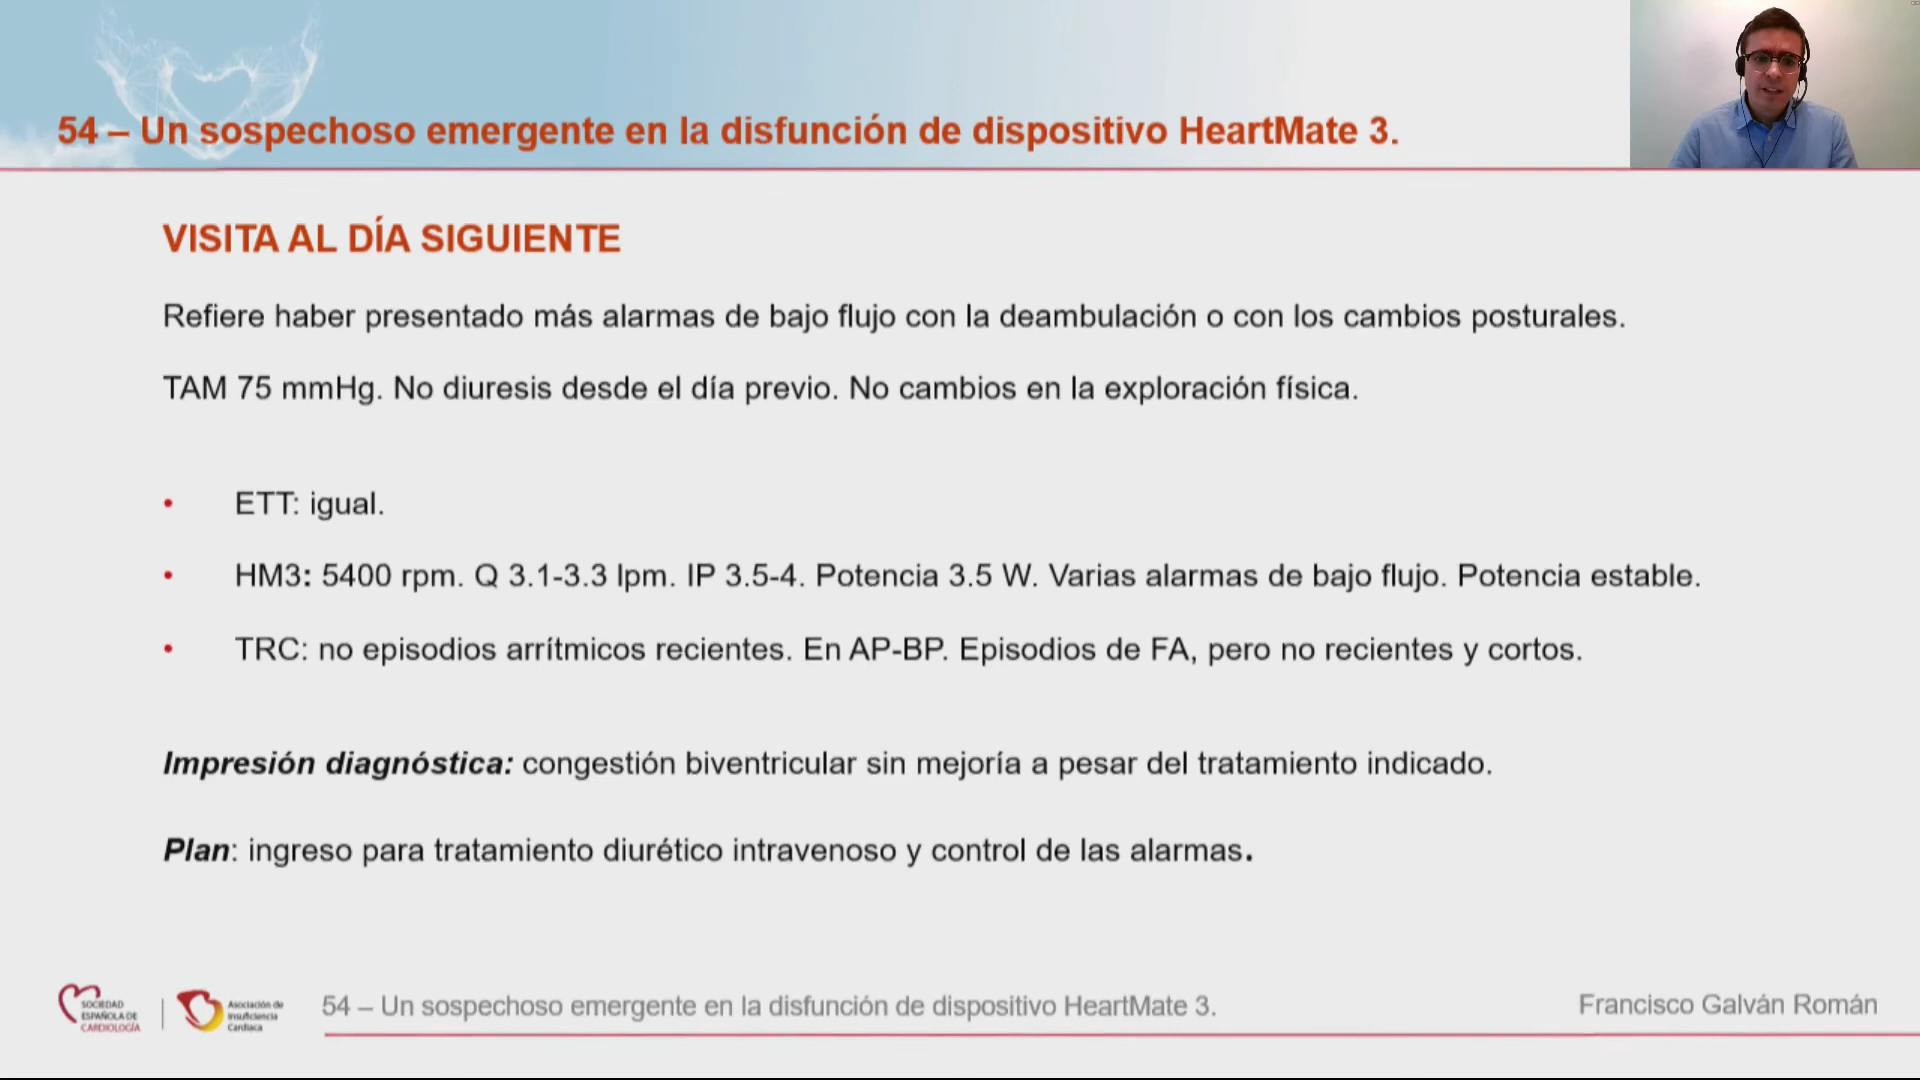 54 – Un sospechoso emergente en la disfunción de dispositivo HeartMate 3.
VISITA AL DÍA SIGUIENTE
Refiere haber presentado más alarmas de bajo flujo con la deambulación o con los cambios posturales.
TAM 75 mmHg. No diuresis desde el día previo. No cambios en la exploración física.
• ETT: igual.
• HM3: 5400 rpm. Q 3.1-3.3 lpm. IP 3.5-4. Potencia 3.5 W. Varias alarmas de bajo flujo. Potencia estable.
• TRC: no episodios arrítmicos recientes. En AP-BP. Episodios de FA, pero no recientes y cortos.
Impresión diagnóstica: congestión biventricular sin mejoría a pesar del tratamiento indicado.
Plan: ingreso para tratamiento diurético intravenoso y control de las alarmas.
SOCIEDAD
ESPAÑOLA DE
CARDIOLOGÍA
Asociación de
Insuficiencia
Cardiaca
54 – Un sospechoso emergente en la disfunción de dispositivo HeartMate 3.
Francisco Galván Román